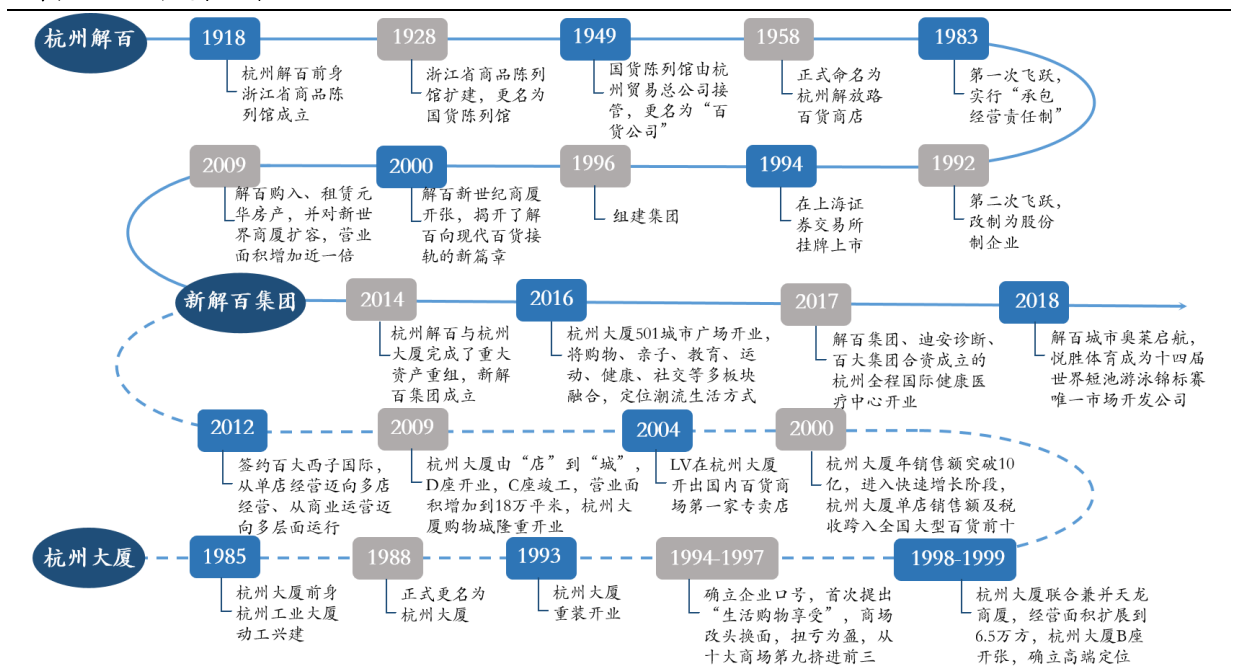 杭州解百
1918
杭州解百前身
浙江省商品陈
列馆成立
1928
浙江省商品陈列
馆扩建，更名为
国货陈列馆
1949
国货陈列馆由杭
州贸易总公司接
管，更名为“百
货公司”
1958
正式命名为
杭州解放路
百货商店
1983
第一次飞跃，
实行“承包
经营责任制”
1992
第二次飞跃，
改制为股份
制企业
1994
在上海证
券交易所
挂牌上市
1996
组建集团
2000
解百新世纪商厦
开张，揭开了解
百向现代百货接
轨的新篇章
2009
解百购入、租赁元
华房产，并对新世
界商厦扩容，营业
面积增加近一倍
新解百集团
2014
杭州解百与杭州
大厦完成了重大
资产重组，新解
百集团成立
2016
杭州大厦501城市广场开业，
将购物、亲子、教育、运
动、健康、社交等多板块
融合，定位潮流生活方式
2017
解百集团、迪安诊断、
百大集团合资成立的
杭州全程国际健康医
疗中心开业
2018
解百城市奥莱启航，
悦胜体育成为十四届
世界短池游泳锦标赛
唯一市场开发公司
2012
签约百大西子国际，
从单店经营迈向多店
经营、从商业运营迈
向多层面运行
2009
杭州大厦由“店”到“城”，
D座开业，C座竣工，营业面
积增加到18万平米，杭州大
厦购物城隆重开业
2004
LV在杭州大厦
开出国内百货商
场第一家专卖店
2000
杭州大厦年销售额突破10
亿，进入快速增长阶段，
杭州大厦单店销售额及税
收跨入全国大型百货前十
杭州大厦
1985
杭州大厦前身
杭州工业大厦
动工兴建
1988
正式更名为
杭州大厦
1993
杭州大厦
重装开业
1994-1997
确立企业口号，首次提出
“生活购物享受”，商场
改头换面，扭亏为盈，从
十大商场第九挤进前三
1998-1999
杭州大厦联合兼并天龙
商厦，经营面积扩展到
6.5万方，杭州大厦B座
开张，确立高端定位